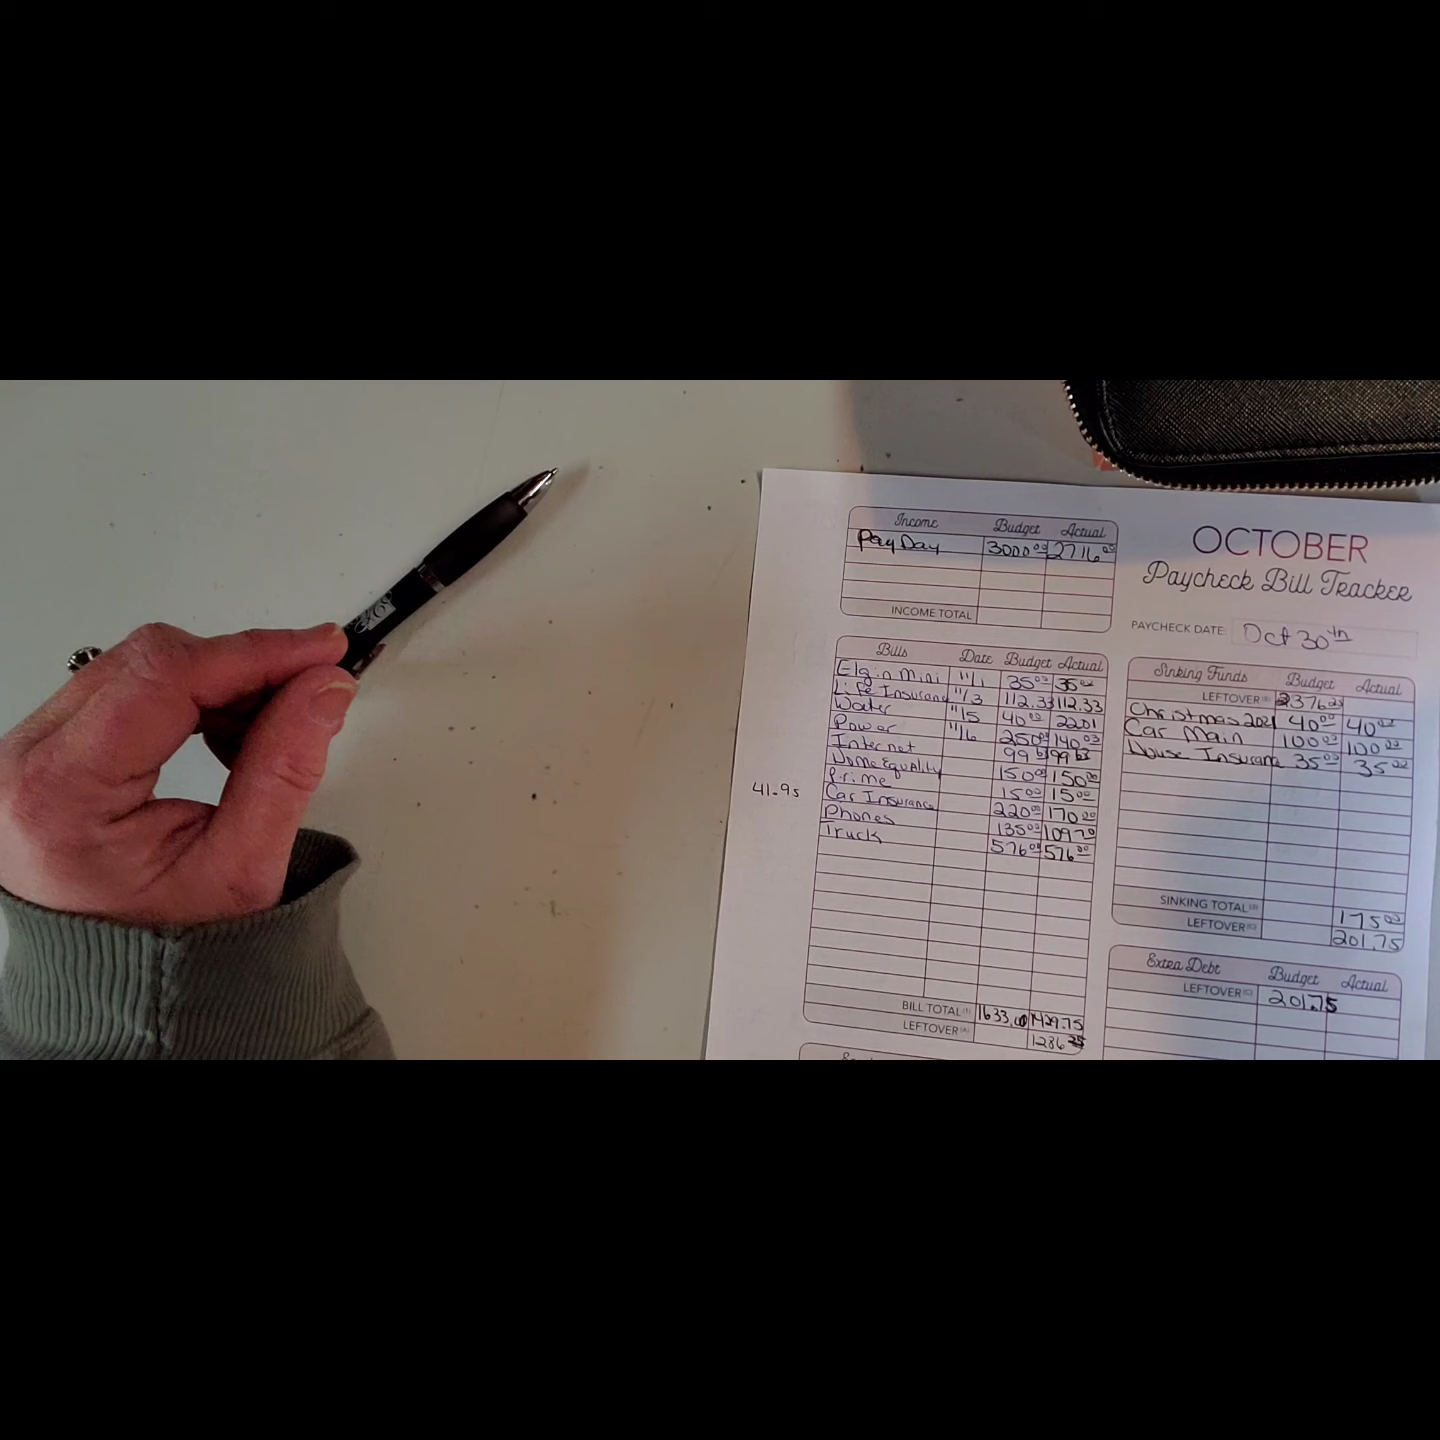 Income Budget Actual
Pay Day 3000.00 2716.00
INCOME TOTAL
OCTOBER
Paycheck Bill Tracker
PAYCHECK DATE: Oct 30th
Bills Date Budget Actual
Elgin Mini 11/1 35.00 35.00
Life Insuranc 11/3 112.33 112.33
Water 11/5 40.00 22.01
Power 11/6 250.00 140.03
Internet 99.63 99.63
HomeEquality 150.00 150.00
Prime 15.00 15.00
41.95
Car Insurance 220.00 170.00
Phones 135.00 109.70
Truck 576.00 576.00
BILL TOTAL 1633.00 1429.75
LEFTOVER 1286.25
Sinking Funds Budget Actual
LEFTOVER
Christmas 2021 40.00 40.00
Car Main 100.00 100.00
House Insuranc 35.00 35.00
SINKING TOTAL 175.00
LEFTOVER 201.75
Extra Debt Budget Actual
LEFTOVER 201.75